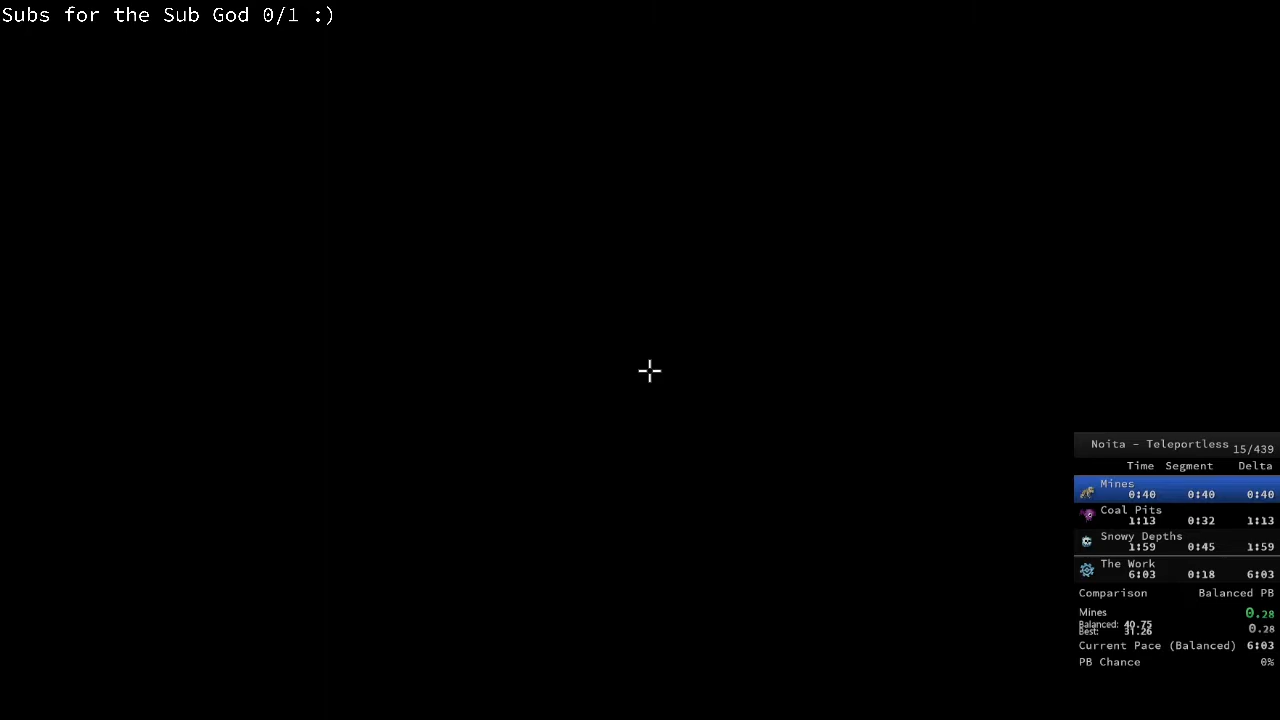 Subs for the Sub God 0/1 :)
Noita - Teleportless 15/439
Time Segment Delta
Mines
0:40 0:40 0:40
Coal Pits
1:13 0:32 1:13
Snowy Depths
1:59 0:45 1:59
The Work
6:03 0:18 6:03
Comparison Balanced PB
Mines 0.28
Balanced: 40.75 0.28
Best: 31.26
Current Pace (Balanced) 6:03
PB Chance 0%